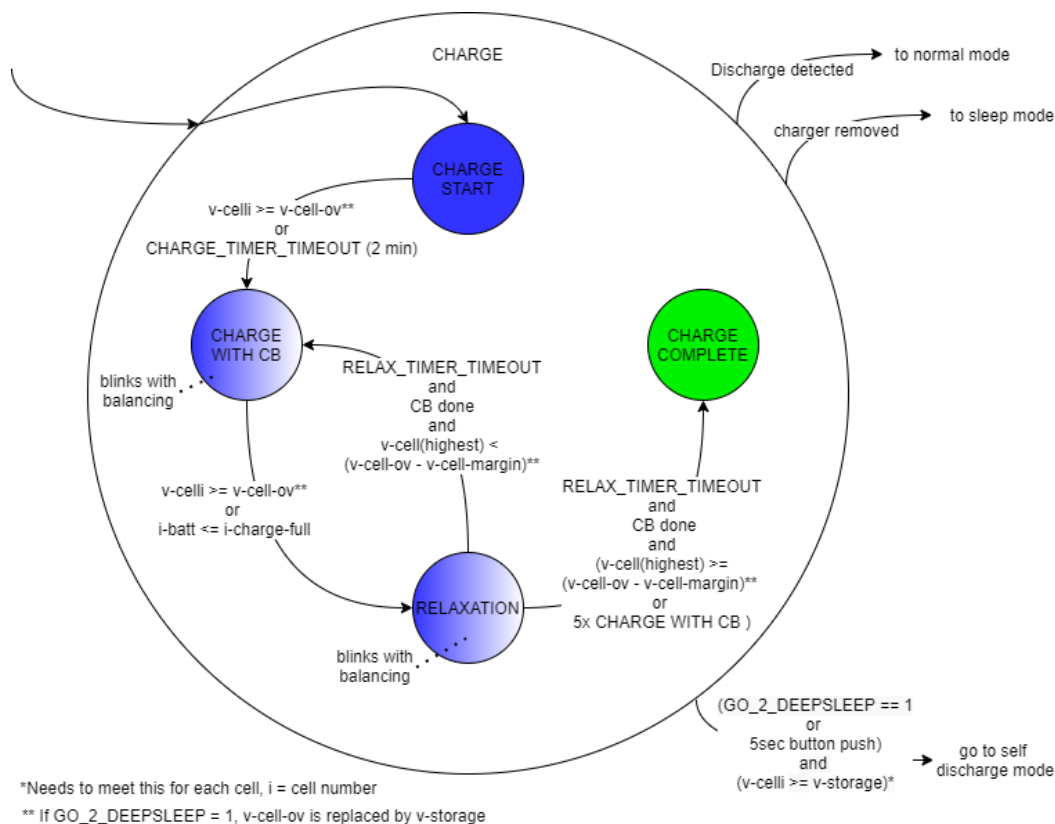 CHARGE
to normal mode
Discharge detected
to sleep mode
charger removed
CHARGE
START
v-celli >= v-cell-ov**
or
CHARGE_TIMER_TIMEOUT (2 min)
CHARGE
WITH CB
blinks with
balancing
RELAX_TIMER_TIMEOUT
and
CB done
and
v-cell(highest) <
(v-cell-ov - v-cell-margin)**
CHARGE
COMPLETE
v-celli >= v-cell-ov**
or
i-batt <= i-charge-full
RELAX_TIMER_TIMEOUT
and
CB done
and
(v-cell(highest) >=
(v-cell-ov - v-cell-margin)**
or
5x CHARGE WITH CB )
RELAXATION
blinks with
balancing
(GO_2_DEEPSLEEP == 1
or
5sec button push)
and
(v-celli >= v-storage)*
go to self
discharge mode
*Needs to meet this for each cell, i = cell number
** If GO_2_DEEPSLEEP = 1, v-cell-ov is replaced by v-storage